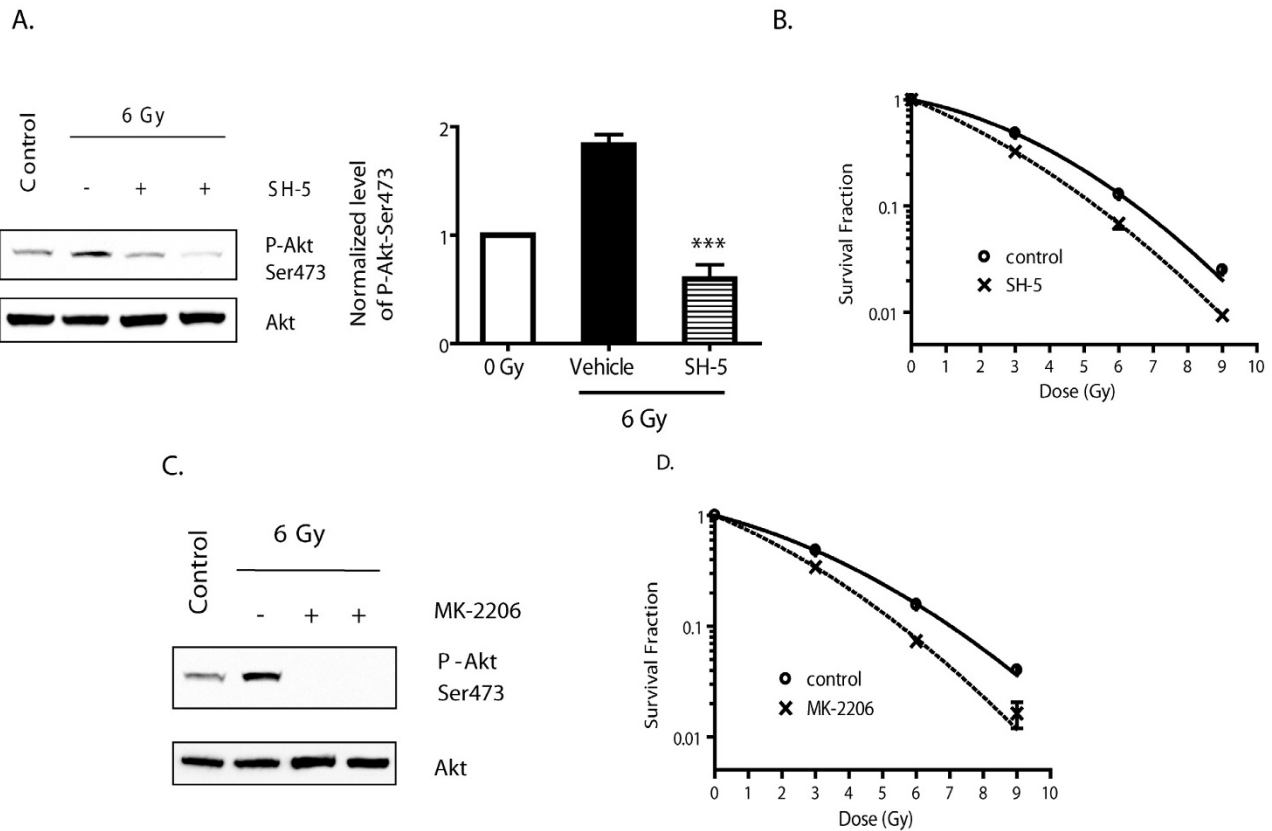 A.
Control
6 Gy
- + + SH-5
P-Akt
Ser473
Akt
Normalized level
of P-Akt-Ser473
2
1
0
***
0 Gy Vehicle SH-5
6 Gy
B.
Survival Fraction
1
0.1
0.01
control
SH-5
0 1 2 3 4 5 6 7 8 9 10
Dose (Gy)
C.
Control
6 Gy
- + + MK-2206
P -Akt
Ser473
Akt
D.
Survival Fraction
1
0.1
0.01
control
MK-2206
0 1 2 3 4 5 6 7 8 9 10
Dose (Gy)